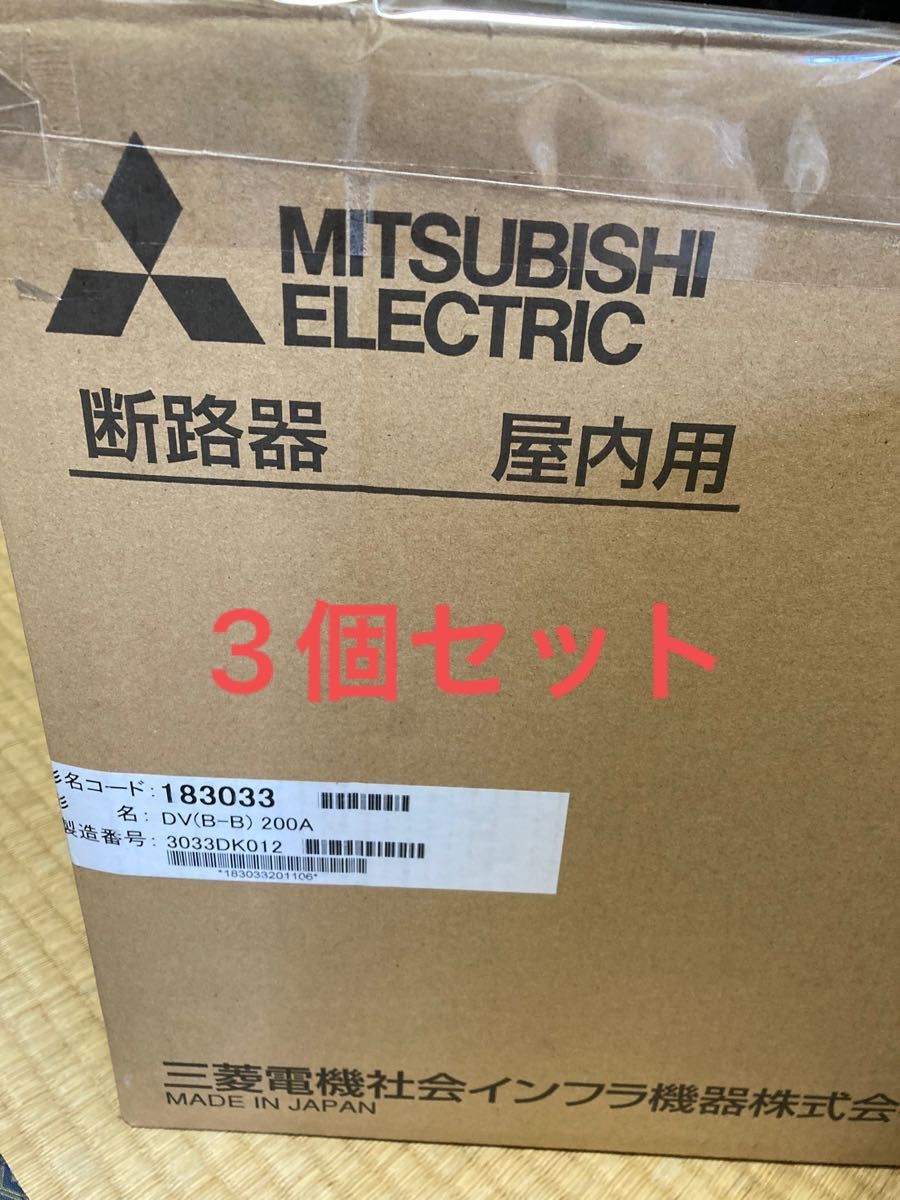 MITSUBISHI
ELECTRIC
断路器 屋内用
3個セット
名コード: 183033
名: DV(B-B) 200A
製造番号: 3033DK012
*183033201106*
三菱電機社会インフラ機器株式会
MADE IN JAPAN